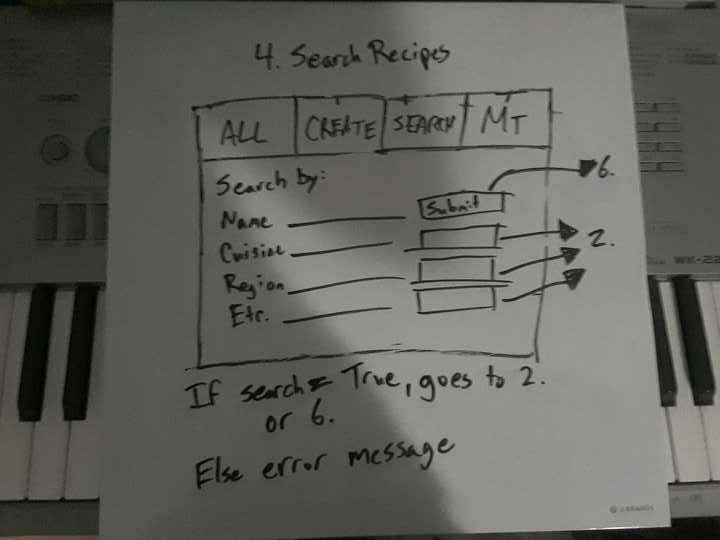 4. Search Recipes
ALL CREATE SEARCH MT
Search by:
6.
Name Submit
Cuisine 2.
Region
Etc.
If search = True, goes to 2.
or 6.
Else error message
CASIO
WK-22